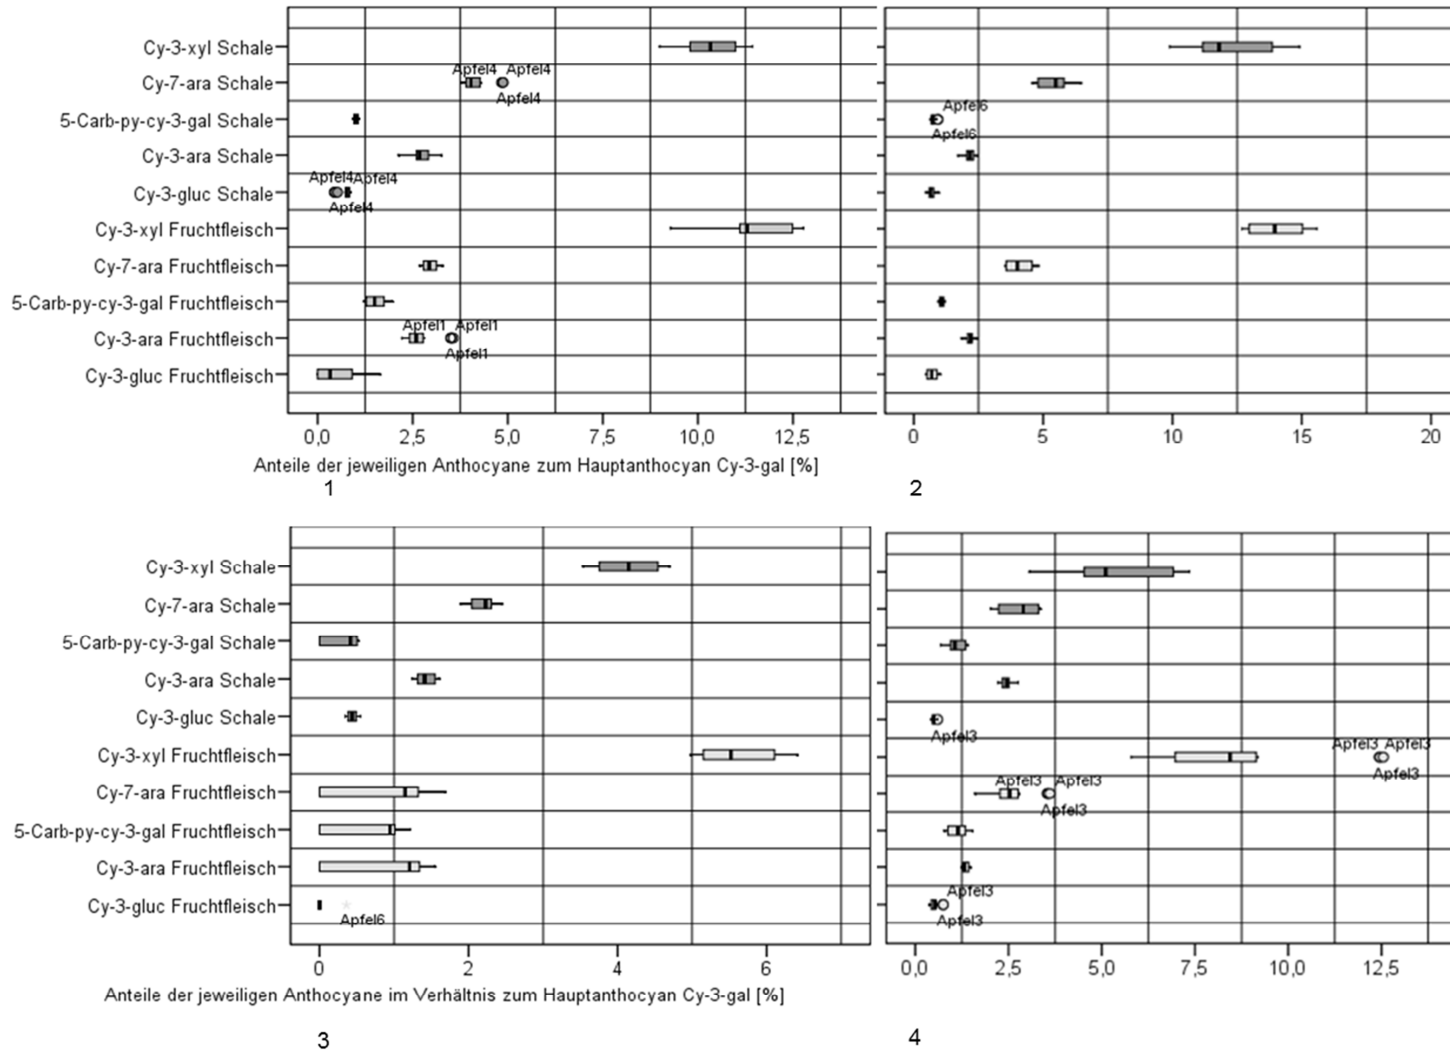 Cy-3-xyl Schale
Cy-7-ara Schale
Apfel4 Apfel4
Apfel4
5-Carb-py-cy-3-gal Schale
Apfel6
Apfel6
Cy-3-ara Schale
Cy-3-gluc Schale
Apfel4 Apfel4
Apfel4
Cy-3-xyl Fruchtfleisch
Cy-7-ara Fruchtfleisch
5-Carb-py-cy-3-gal Fruchtfleisch
Cy-3-ara Fruchtfleisch
Apfel1 Apfel1
Apfel1
Cy-3-gluc Fruchtfleisch
0,0 2,5 5,0 7,5 10,0 12,5
0 5 10 15 20
Anteile der jeweiligen Anthocyane zum Hauptanthocyan Cy-3-gal [%]
1
2
Cy-3-xyl Schale
Cy-7-ara Schale
5-Carb-py-cy-3-gal Schale
Cy-3-ara Schale
Cy-3-gluc Schale
Apfel3
Cy-3-xyl Fruchtfleisch
Apfel3 Apfel3
Apfel3
Cy-7-ara Fruchtfleisch
Apfel3 Apfel3
Apfel3
5-Carb-py-cy-3-gal Fruchtfleisch
Cy-3-ara Fruchtfleisch
Cy-3-gluc Fruchtfleisch
Apfel6
Apfel3
Apfel3
0 2 4 6
0,0 2,5 5,0 7,5 10,0 12,5
Anteile der jeweiligen Anthocyane im Verhältnis zum Hauptanthocyan Cy-3-gal [%]
3
4